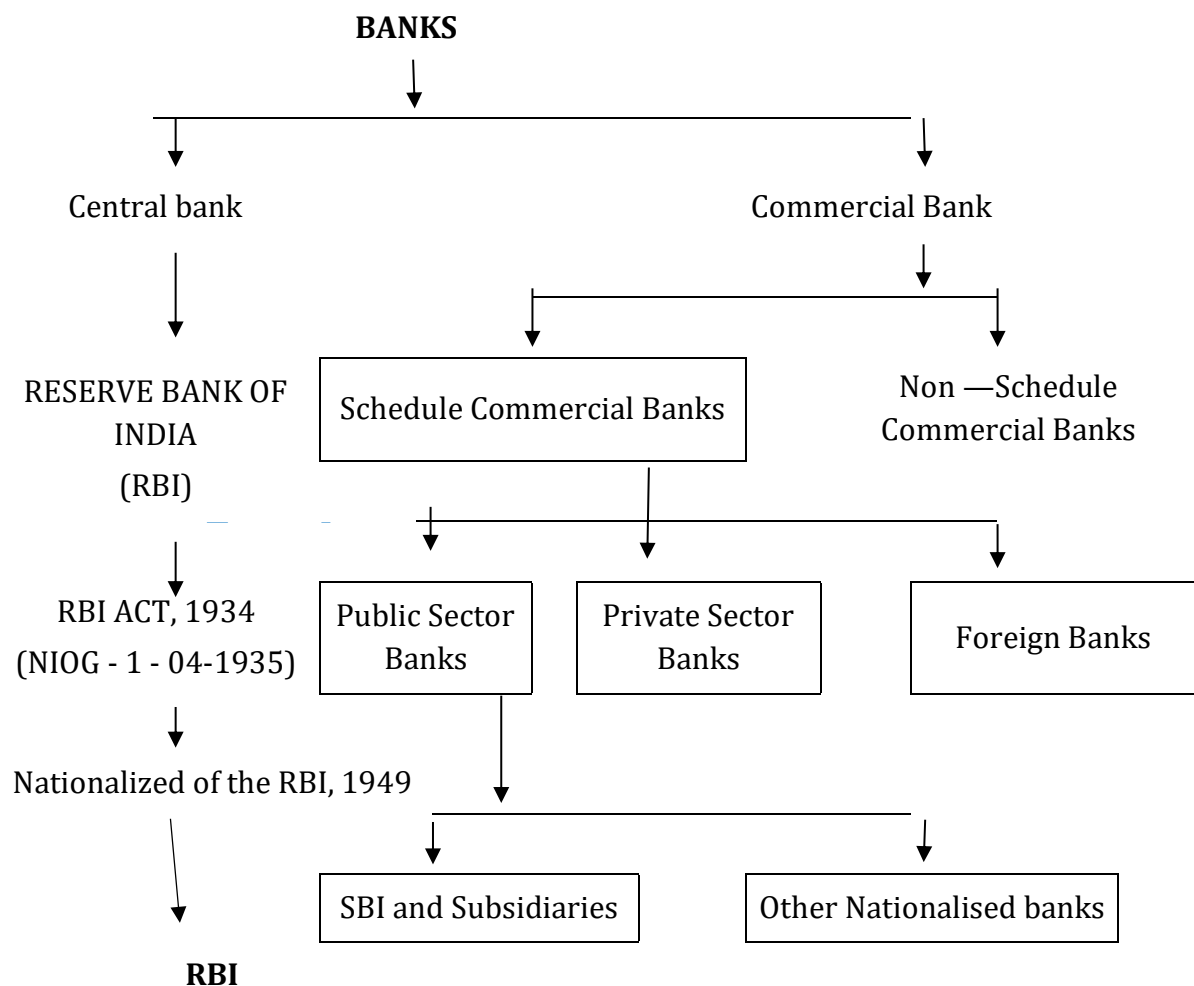 BANKS
Central bank
Commercial Bank
RESERVE BANK OF
INDIA
(RBI)
Schedule Commercial Banks
Non —Schedule
Commercial Banks
RBI ACT, 1934
(NIOG - 1 - 04-1935)
Public Sector
Banks
Private Sector
Banks
Foreign Banks
Nationalized of the RBI, 1949
SBI and Subsidiaries
Other Nationalised banks
RBI